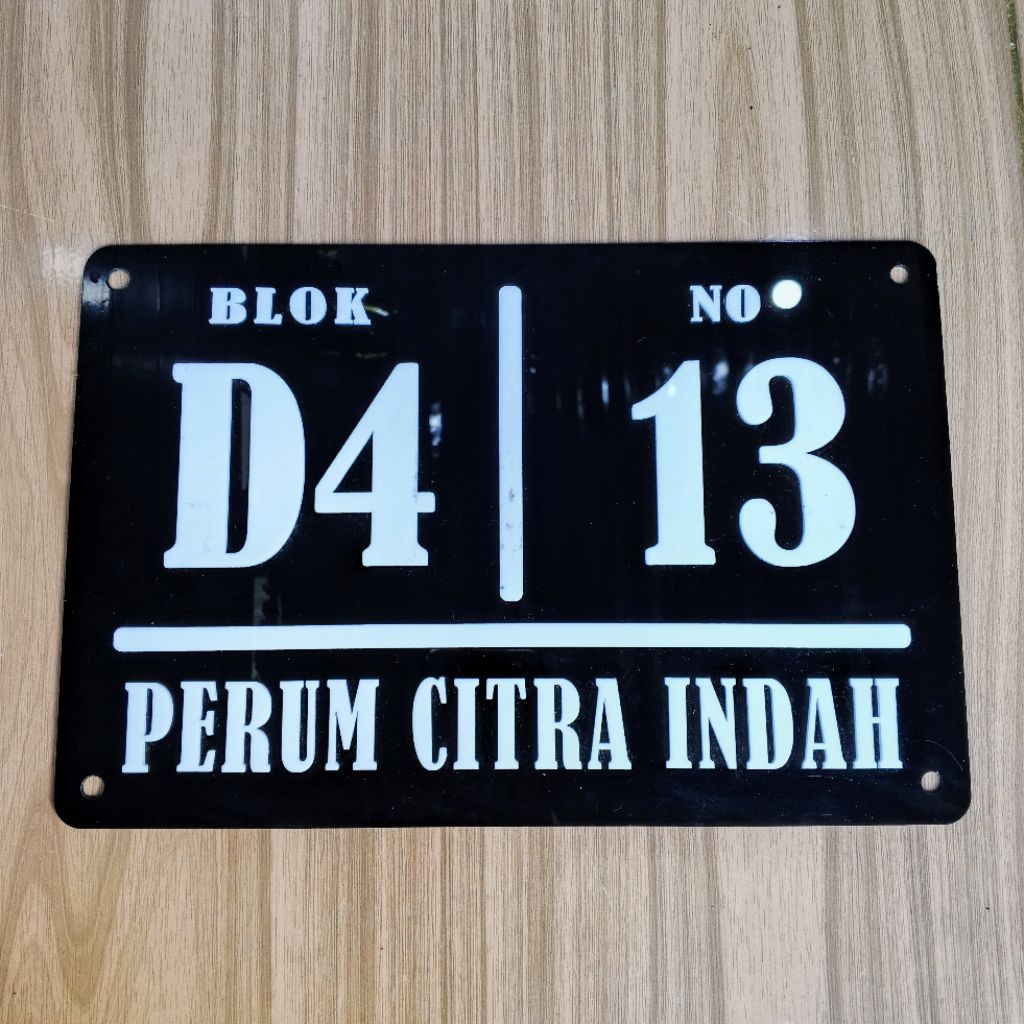 BLOK NO
D4 13
PERUM CITRA INDAH